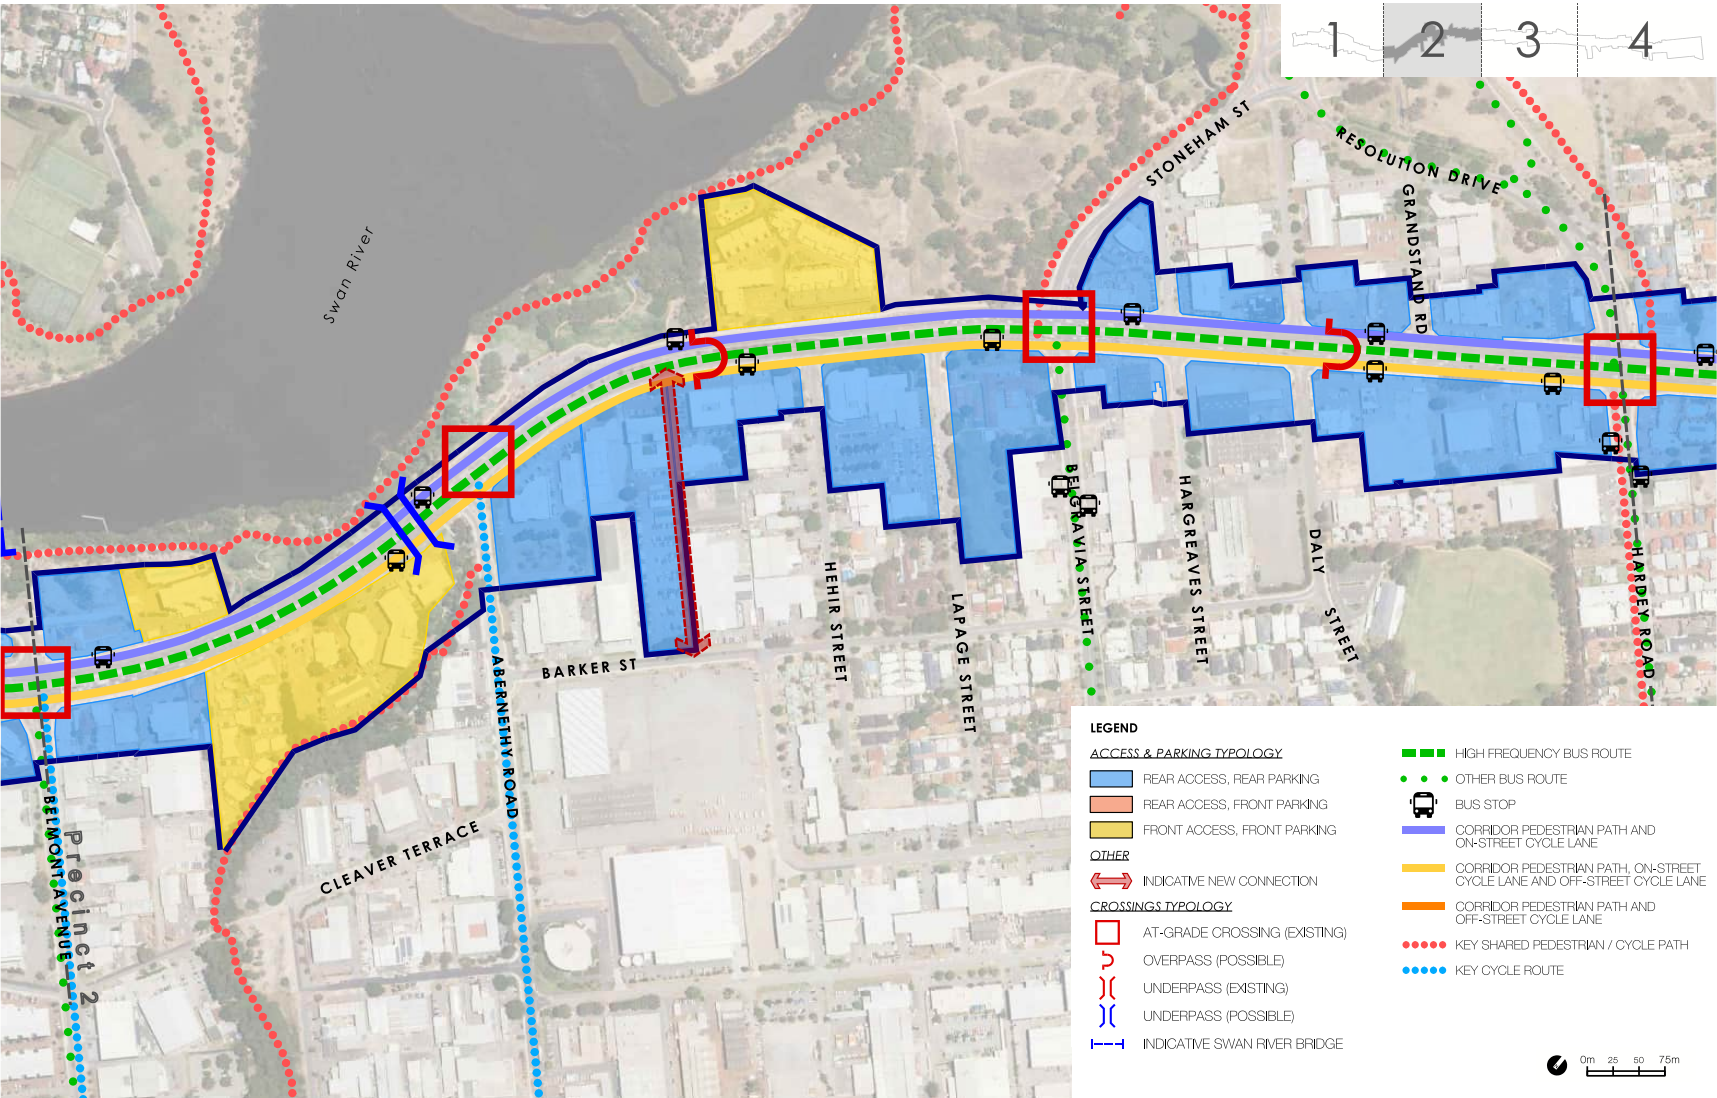 1
2
3
4
STONEHAM ST
RESOLUTION DRIVE
GRANDSTAND RD
Swan River
BELGRAVIA STREET
HARGREAVES STREET
DALY
STREET
HARDEY ROAD
HEHIR STREET
LAPAGE STREET
BARKER ST
ABERNETHY ROAD
CLEAVER TERRACE
BELMONT AVENUE
Precinct 2
LEGEND
ACCESS & PARKING TYPOLOGY
REAR ACCESS, REAR PARKING
REAR ACCESS, FRONT PARKING
FRONT ACCESS, FRONT PARKING
OTHER
INDICATIVE NEW CONNECTION
CROSSINGS TYPOLOGY
AT-GRADE CROSSING (EXISTING)
OVERPASS (POSSIBLE)
UNDERPASS (EXISTING)
UNDERPASS (POSSIBLE)
INDICATIVE SWAN RIVER BRIDGE
HIGH FREQUENCY BUS ROUTE
OTHER BUS ROUTE
BUS STOP
CORRIDOR PEDESTRIAN PATH AND
ON-STREET CYCLE LANE
CORRIDOR PEDESTRIAN PATH, ON-STREET
CYCLE LANE AND OFF-STREET CYCLE LANE
CORRIDOR PEDESTRIAN PATH AND
OFF-STREET CYCLE LANE
KEY SHARED PEDESTRIAN / CYCLE PATH
KEY CYCLE ROUTE
0m 25 50 75m